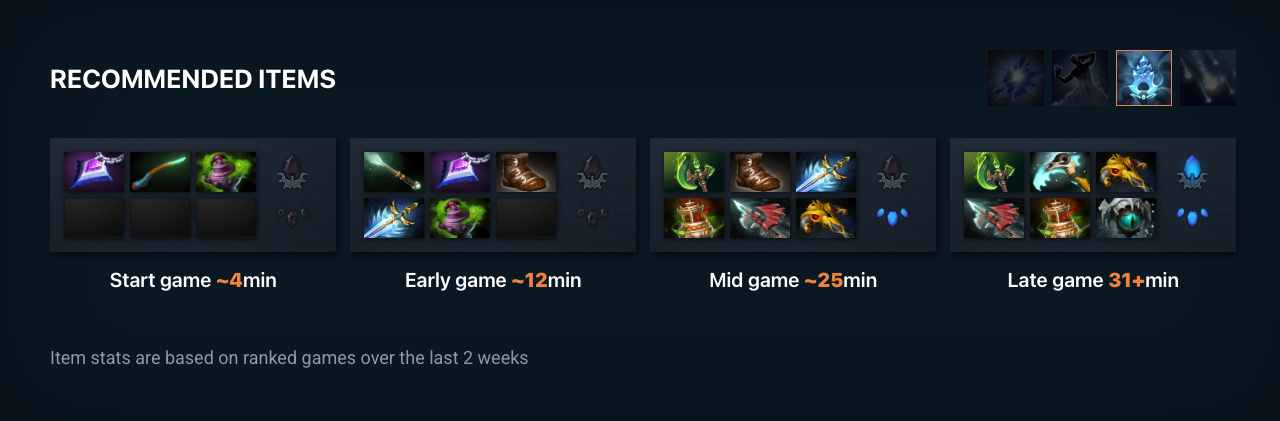 RECOMMENDED ITEMS
Start game ~4min
Early game ~12min
Mid game ~25min
Late game 31+min
Item stats are based on ranked games over the last 2 weeks